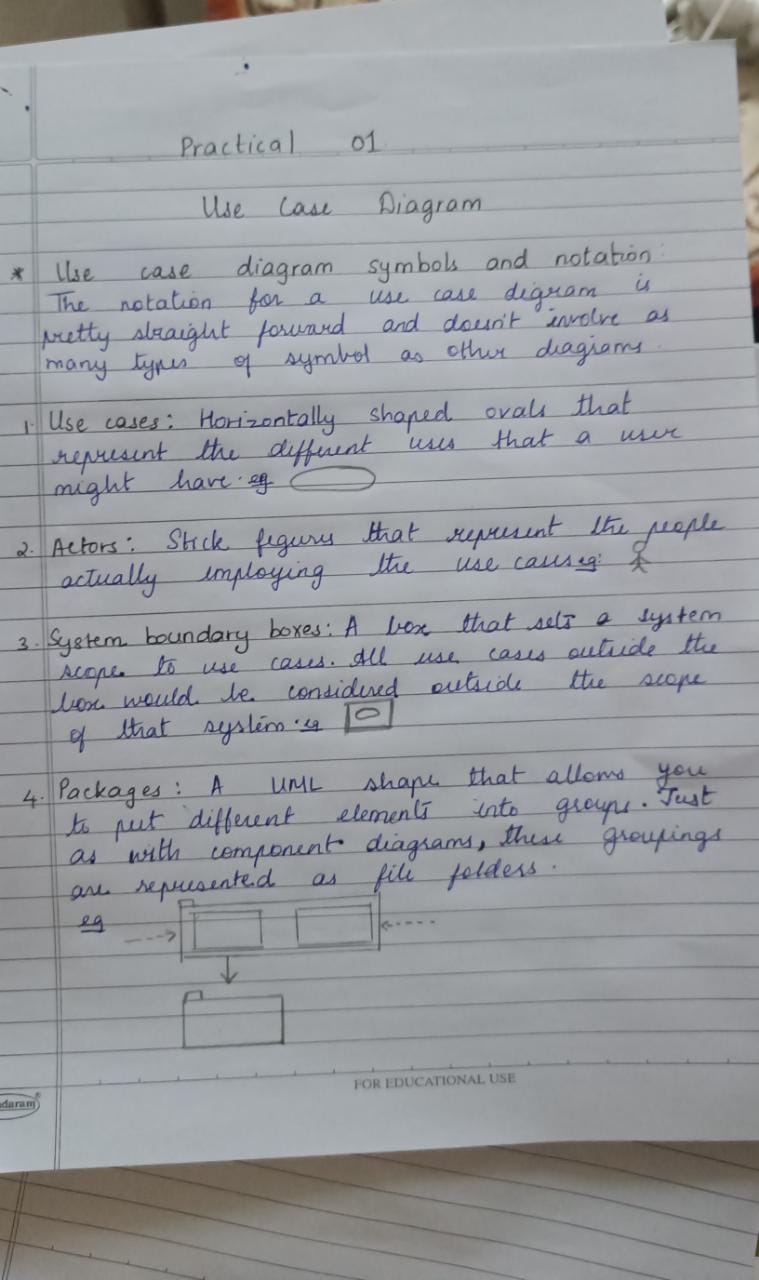 Practical 01
Use Case Diagram
* Use case diagram symbols and notation:
The notation for a use case digram is
pretty straight forward and doesn't involve as
many types of symbol as other diagrams.
1. Use cases: Horizontally shaped ovals that
represent the different uses that a user
might have. eg
2. Actors: Stick figures that represent the people
actually employing the use cases eg:
3. System boundary boxes: A box that sets a system
scope to use cases. All use cases outside the
box would be considered outside the scope
of that system. eg
4. Packages: A UML shape that allows you
to put different elements into groups. Just
as with component diagrams, these groupings
are represented as file folders.
eg
FOR EDUCATIONAL USE
daram